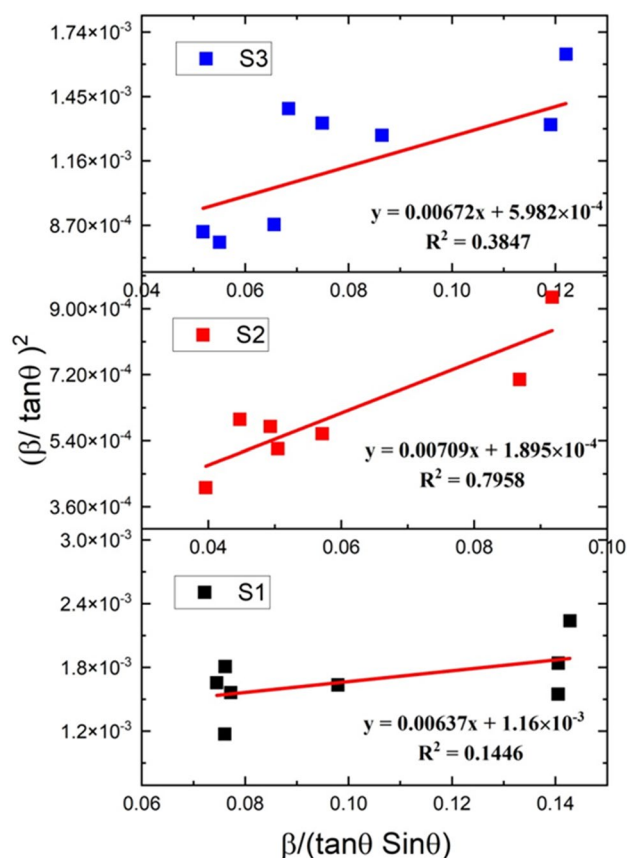 1.74×10⁻³
S3
1.45×10⁻³
1.16×10⁻³
8.70×10⁻⁴
y = 0.00672x + 5.982×10⁻⁴
R² = 0.3847
0.04 0.06 0.08 0.10 0.12
9.00×10⁻⁴
S2
7.20×10⁻⁴
5.40×10⁻⁴
y = 0.00709x + 1.895×10⁻⁴
R² = 0.7958
3.60×10⁻⁴
0.04 0.06 0.08 0.10
(β/ tanθ )²
3.0×10⁻³
S1
2.4×10⁻³
1.8×10⁻³
1.2×10⁻³
y = 0.00637x + 1.16×10⁻³
R² = 0.1446
0.06 0.08 0.10 0.12 0.14
β/(tanθ Sinθ)